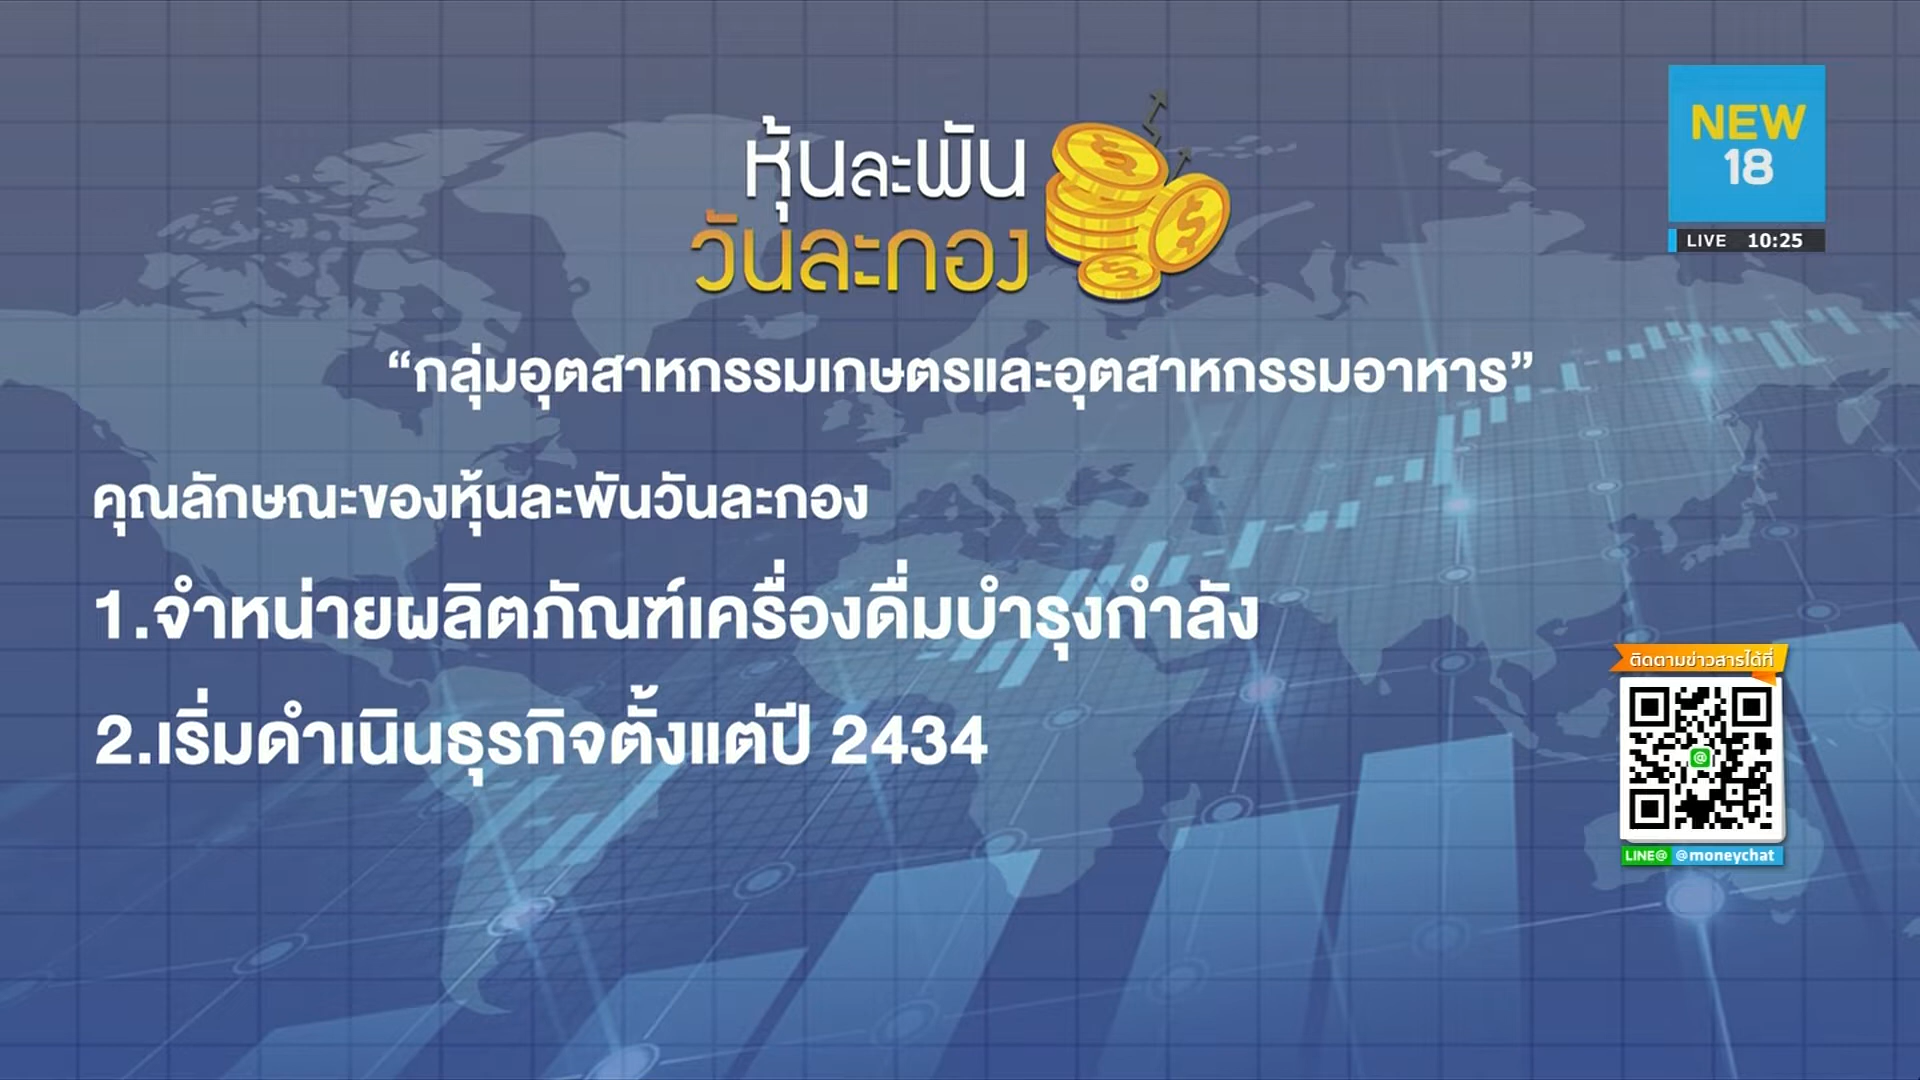 หุ้นละพัน
วันละกอง
NEW
18
LIVE 10:25
“กลุ่มอุตสาหกรรมเกษตรและอุตสาหกรรมอาหาร”
คุณลักษณะของหุ้นละพันวันละกอง
1.จำหน่ายผลิตภัณฑ์เครื่องดื่มบำรุงกำลัง
2.เริ่มดำเนินธุรกิจตั้งแต่ปี 2434
ติดตามข่าวสารได้ที่
LINE@ @moneychat